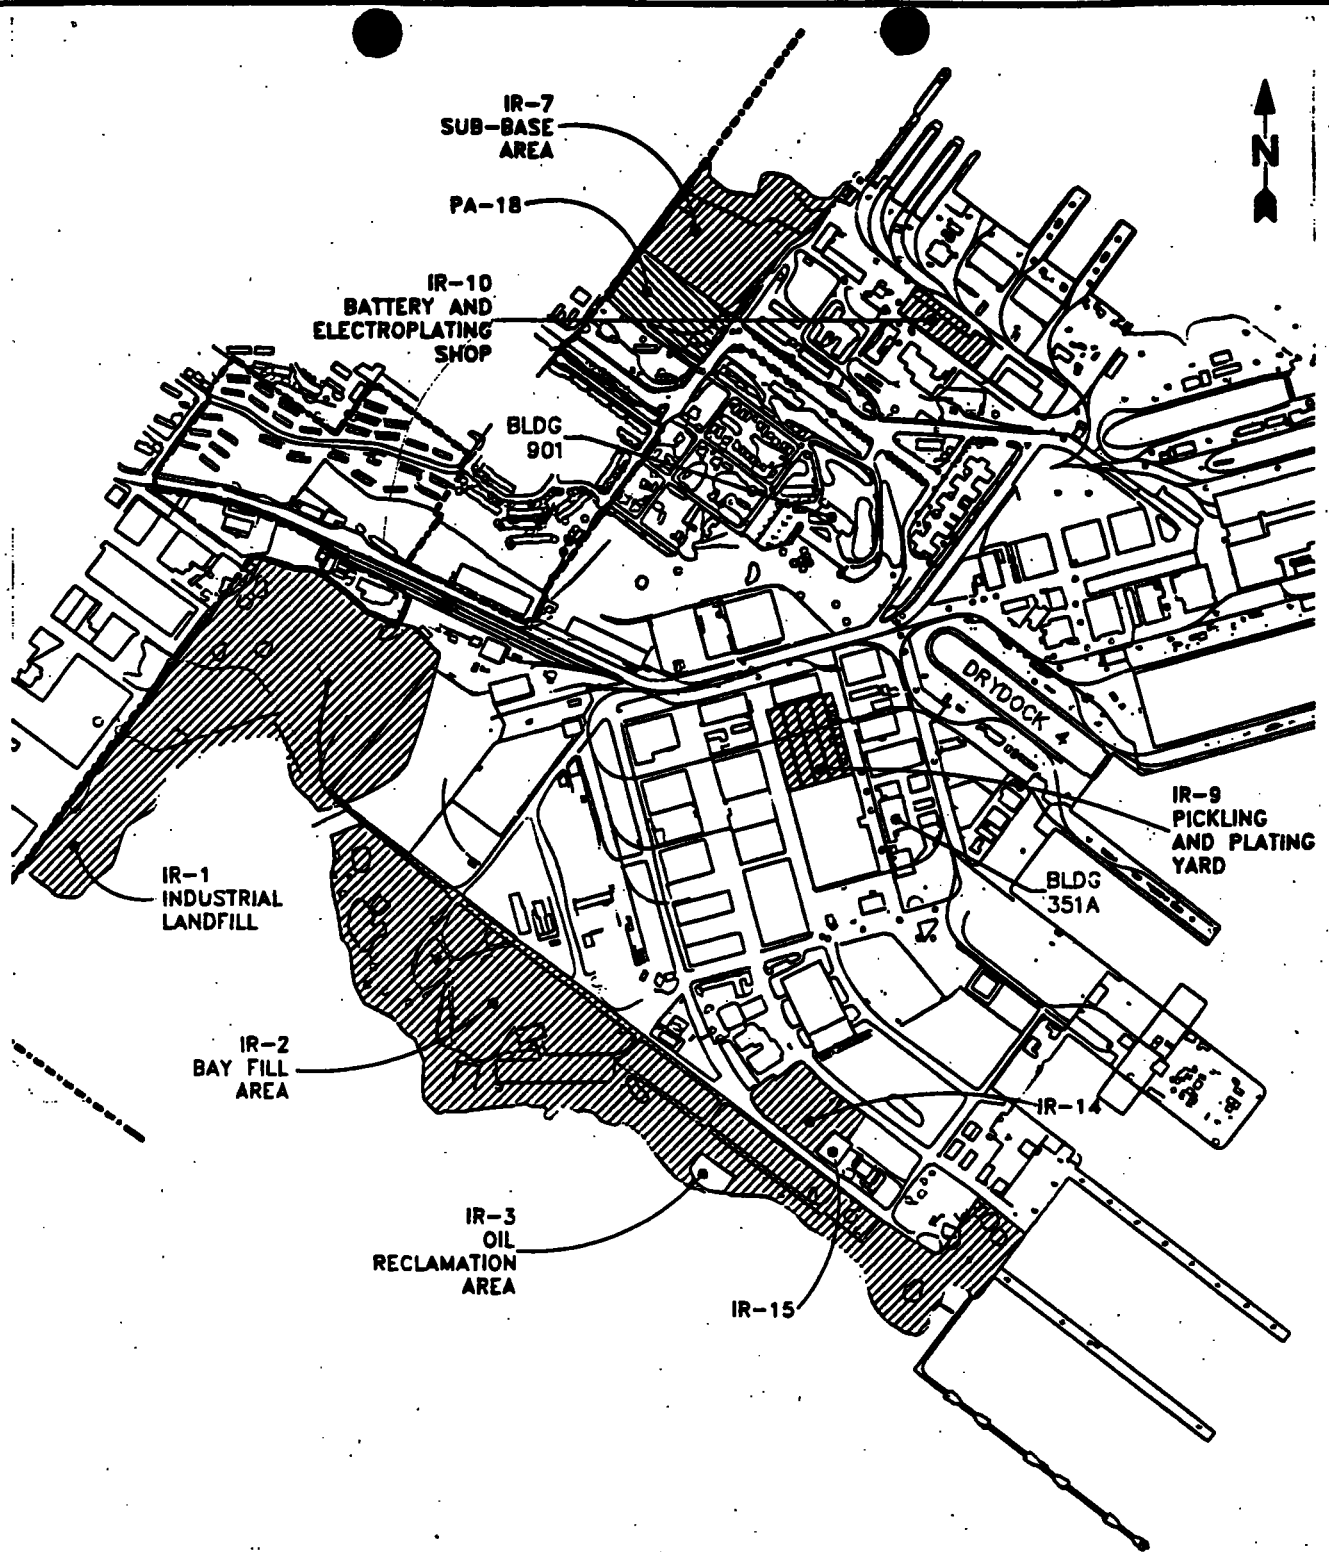 IR-7
SUB-BASE
AREA
N
PA-18
IR-10
BATTERY AND
ELECTROPLATING
SHOP
BLDG
901
DRYDOCK 4
IR-9
PICKLING
AND PLATING
YARD
IR-1
INDUSTRIAL
LANDFILL
BLDG
351A
IR-2
BAY FILL
AREA
IR-14
IR-3
OIL
RECLAMATION
AREA
IR-15